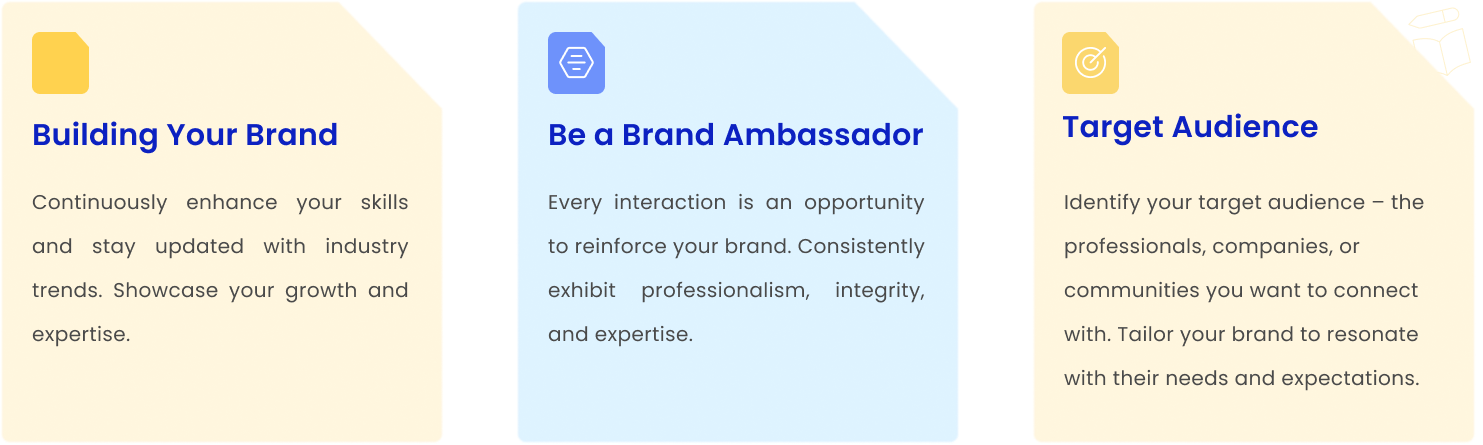 Building Your Brand
Continuously enhance your skills
and stay updated with industry
trends. Showcase your growth and
expertise.
Be a Brand Ambassador
Every interaction is an opportunity
to reinforce your brand. Consistently
exhibit professionalism, integrity,
and expertise.
Target Audience
Identify your target audience – the
professionals, companies, or
communities you want to connect
with. Tailor your brand to resonate
with their needs and expectations.